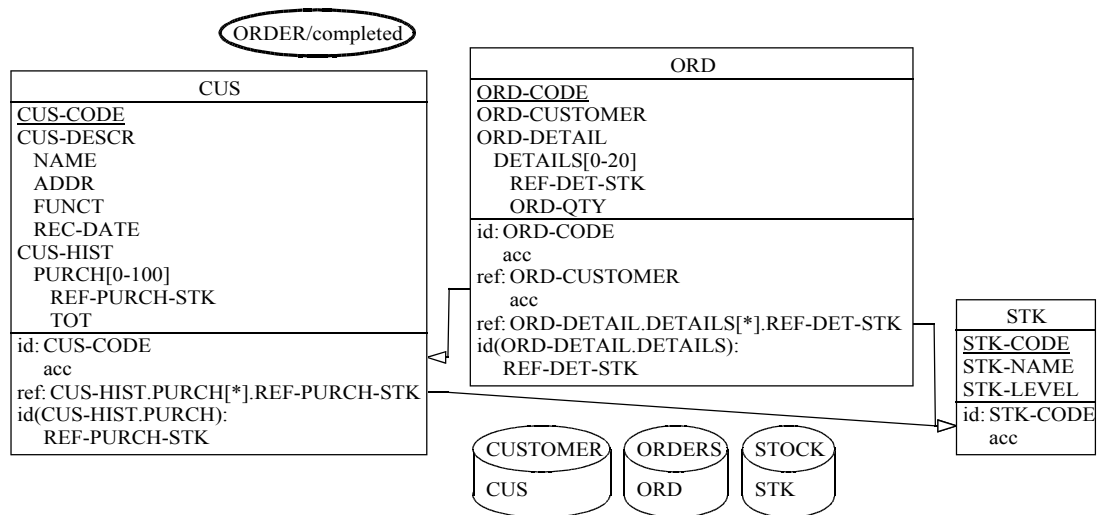 ORDER/completed
CUS
CUS-CODE
CUS-DESCR
NAME
ADDR
FUNCT
REC-DATE
CUS-HIST
PURCH[0-100]
REF-PURCH-STK
TOT
id: CUS-CODE
acc
ref: CUS-HIST.PURCH[*].REF-PURCH-STK
id(CUS-HIST.PURCH):
REF-PURCH-STK
ORD
ORD-CODE
ORD-CUSTOMER
ORD-DETAIL
DETAILS[0-20]
REF-DET-STK
ORD-QTY
id: ORD-CODE
acc
ref: ORD-CUSTOMER
acc
ref: ORD-DETAIL.DETAILS[*].REF-DET-STK
id(ORD-DETAIL.DETAILS):
REF-DET-STK
STK
STK-CODE
STK-NAME
STK-LEVEL
id: STK-CODE
acc
CUSTOMER
CUS
ORDERS
ORD
STOCK
STK